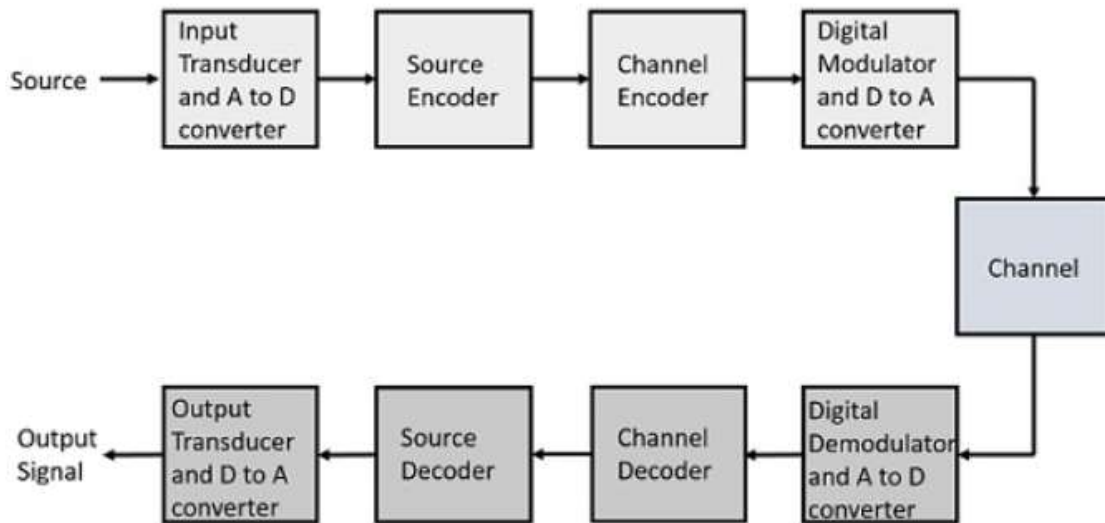 Source
Input
Transducer
and A to D
converter
Source
Encoder
Channel
Encoder
Digital
Modulator
and D to A
converter
Channel
Output
Signal
Output
Transducer
and D to A
converter
Source
Decoder
Channel
Decoder
Digital
Demodulator
and A to D
converter